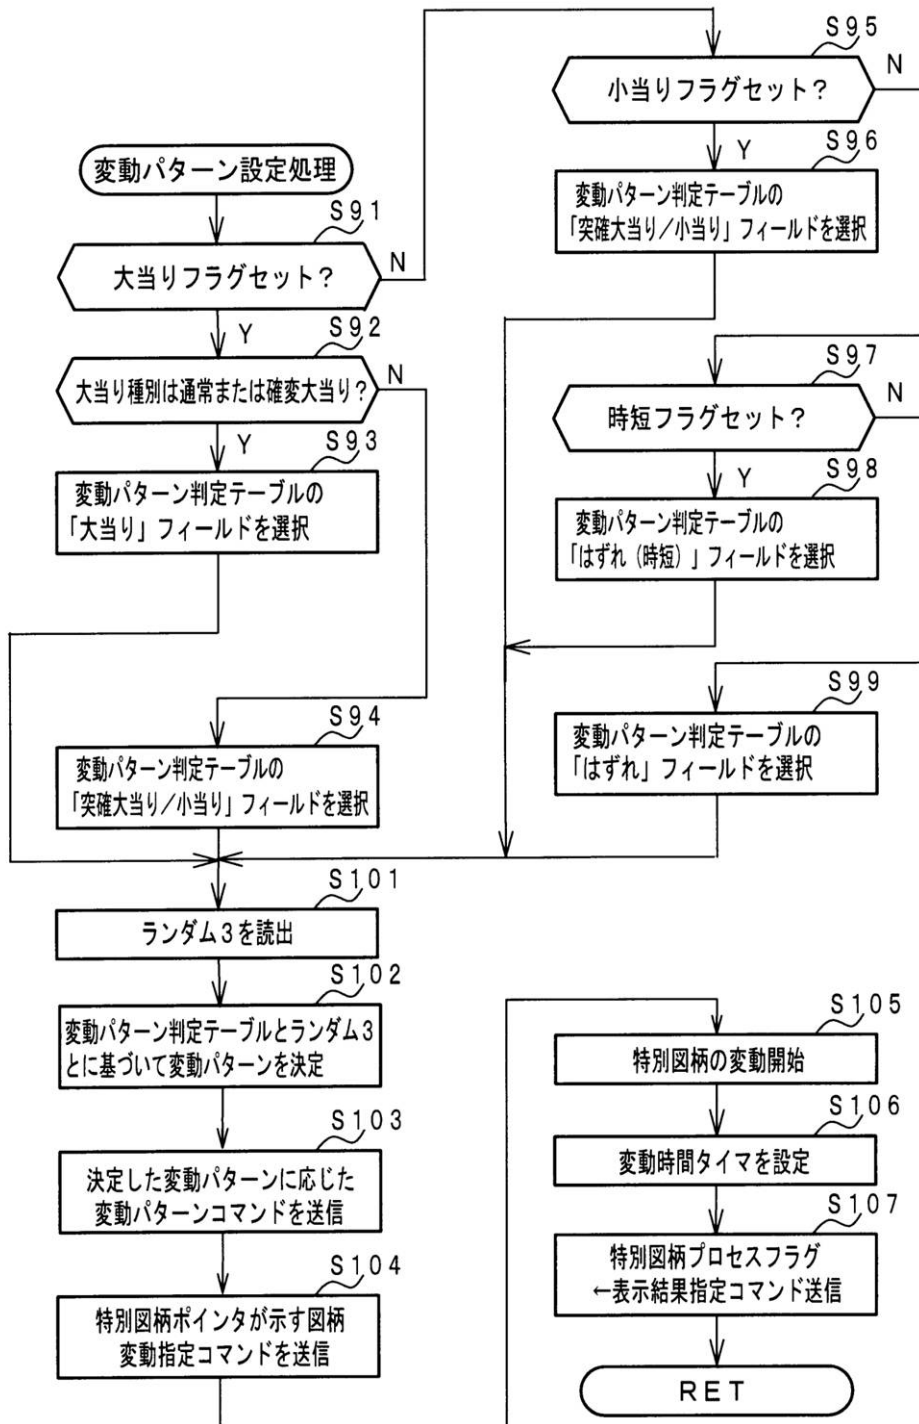 変動パターン設定処理
S91
大当りフラグセット？
N
Y
S92
大当り種別は通常または確変大当り？
N
Y
S93
変動パターン判定テーブルの
「大当り」フィールドを選択
S94
変動パターン判定テーブルの
「突確大当り／小当り」フィールドを選択
S95
小当りフラグセット？
N
Y
S96
変動パターン判定テーブルの
「突確大当り／小当り」フィールドを選択
S97
時短フラグセット？
N
Y
S98
変動パターン判定テーブルの
「はずれ（時短）」フィールドを選択
S99
変動パターン判定テーブルの
「はずれ」フィールドを選択
S101
ランダム３を読出
S102
変動パターン判定テーブルとランダム３
とに基づいて変動パターンを決定
S103
決定した変動パターンに応じた
変動パターンコマンドを送信
S104
特別図柄ポインタが示す図柄
変動指定コマンドを送信
S105
特別図柄の変動開始
S106
変動時間タイマを設定
S107
特別図柄プロセスフラグ
←表示結果指定コマンド送信
RET